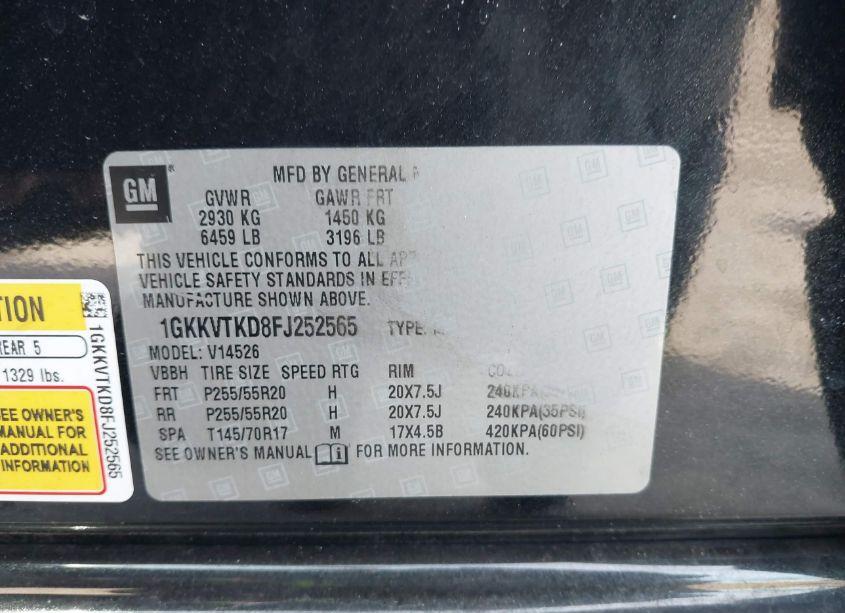 GM
MFD BY GENERAL
GVWR GAWR FRT
2930 KG 1450 KG
6459 LB 3196 LB
THIS VEHICLE CONFORMS TO ALL
VEHICLE SAFETY STANDARDS IN
MANUFACTURE SHOWN ABOVE.
1GKKVTKD8FJ252565 TYPE:
MODEL: V14526
VBBH TIRE SIZE SPEED RTG RIM
FRT P255/55R20 H 20X7.5J 240KPA
RR P255/55R20 H 20X7.5J 240KPA(35PSI)
SPA T145/70R17 M 17X4.5B 420KPA(60PSI)
SEE OWNER'S MANUAL FOR MORE INFORMATION.
REAR 5
1329 lbs.
SEE OWNER'S
MANUAL FOR
ADDITIONAL
INFORMATION
1GKKVTKD8FJ252565